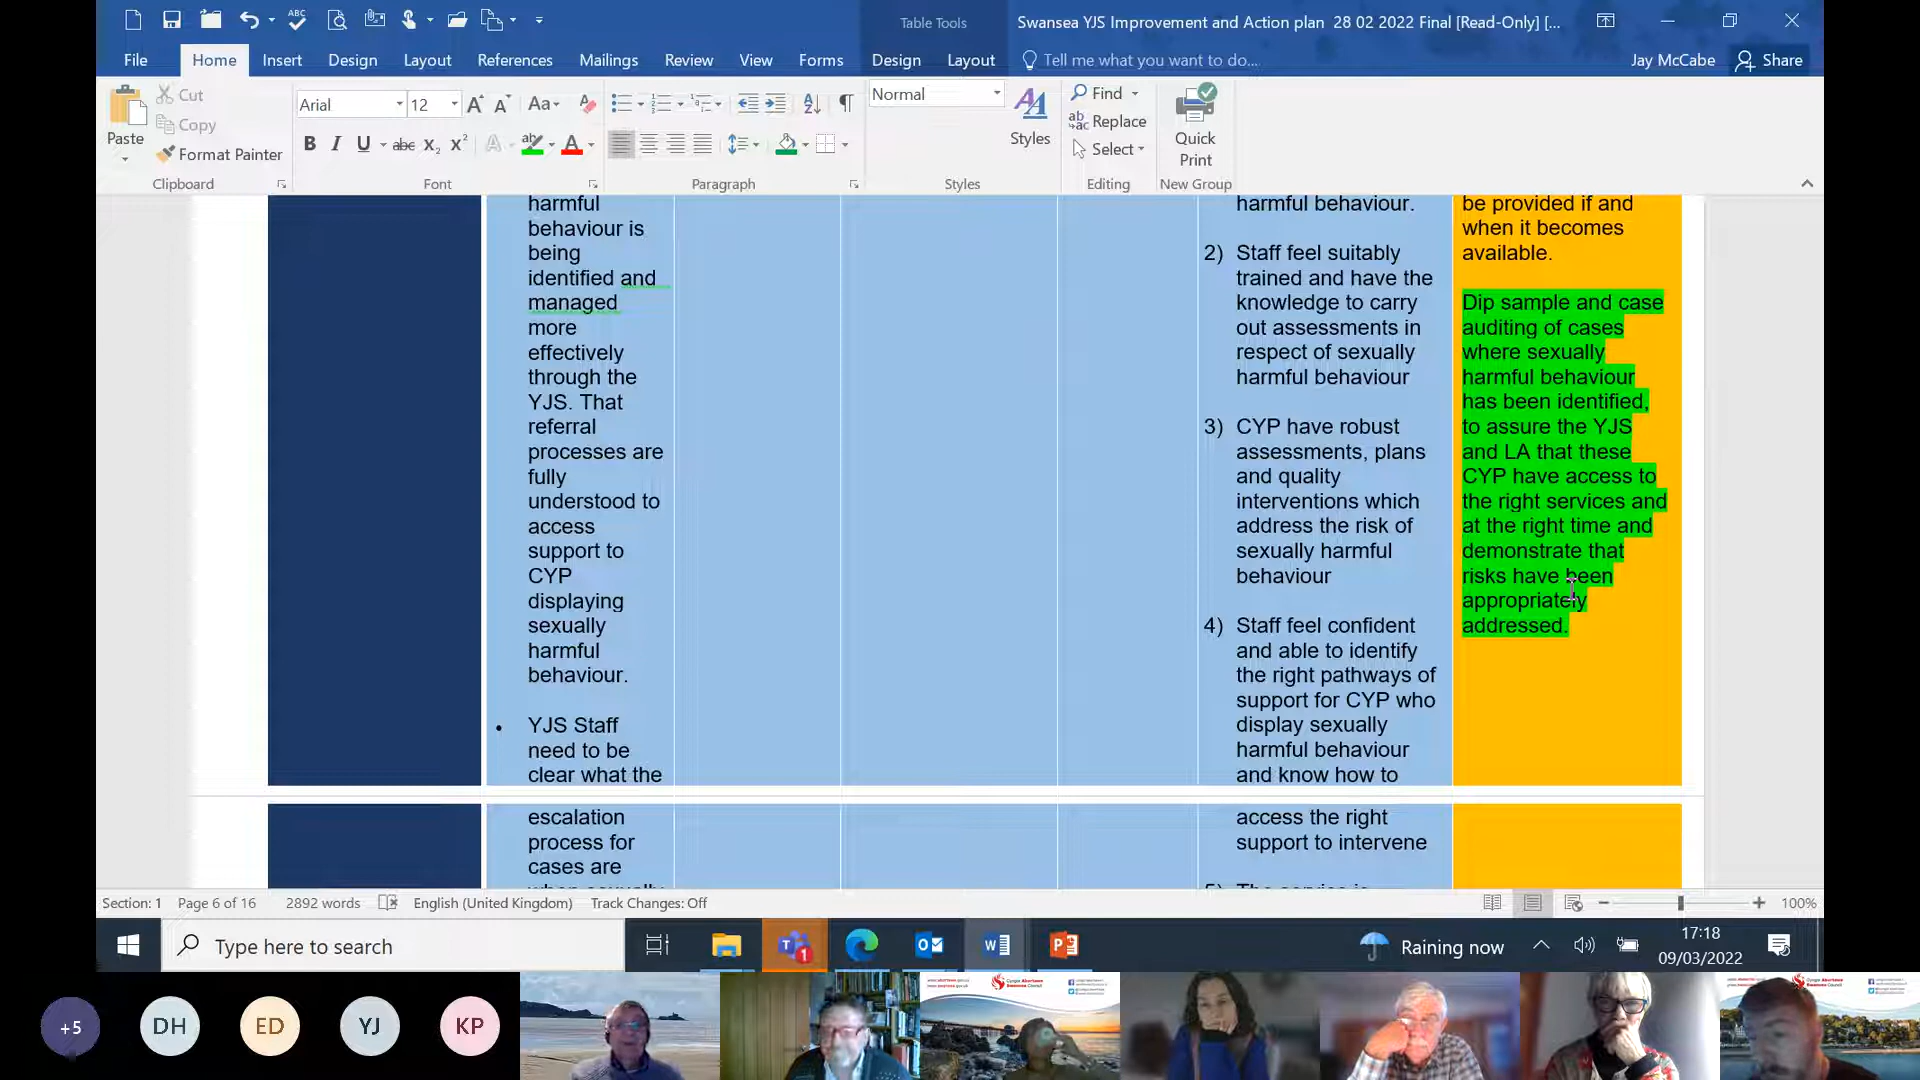 Table Tools
Swansea YJS Improvement and Action plan 28 02 2022 Final [Read-Only] [...
File
Home
Insert
Design
Layout
References
Mailings
Review
View
Forms
Design
Layout
Tell me what you want to do...
Jay McCabe
Share
Paste
Cut
Copy
Format Painter
Clipboard
Arial
12
Font
Paragraph
Normal
Styles
Styles
Find
Replace
Select
Editing
Quick
Print
New Group
harmful
behaviour is
being
identified and
managed
more
effectively
through the
YJS. That
referral
processes are
fully
understood to
access
support to
CYP
displaying
sexually
harmful
behaviour.
• YJS Staff
need to be
clear what the
escalation
process for
cases are
when sexually
harmful behaviour.
2) Staff feel suitably
trained and have the
knowledge to carry
out assessments in
respect of sexually
harmful behaviour
3) CYP have robust
assessments, plans
and quality
interventions which
address the risk of
sexually harmful
behaviour
4) Staff feel confident
and able to identify
the right pathways of
support for CYP who
display sexually
harmful behaviour
and know how to
access the right
support to intervene
5) The service is
be provided if and
when it becomes
available.
Dip sample and case
auditing of cases
where sexually
harmful behaviour
has been identified,
to assure the YJS
and LA that these
CYP have access to
the right services and
at the right time and
demonstrate that
risks have been
appropriately
addressed.
Section: 1
Page 6 of 16
2892 words
English (United Kingdom)
Track Changes: Off
100%
Type here to search
1
Raining now
17:18
09/03/2022
+5
DH
ED
YJ
KP